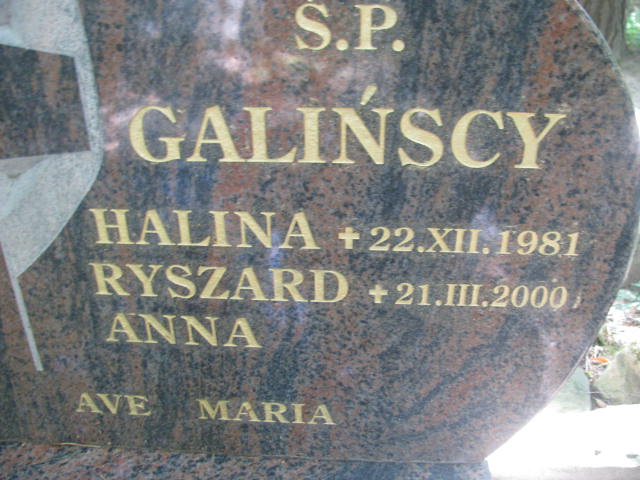 Ś.P.
GALIŃSCY
HALINA + 22.XII.1981
RYSZARD + 21.III.2000
ANNA
AVE MARIA